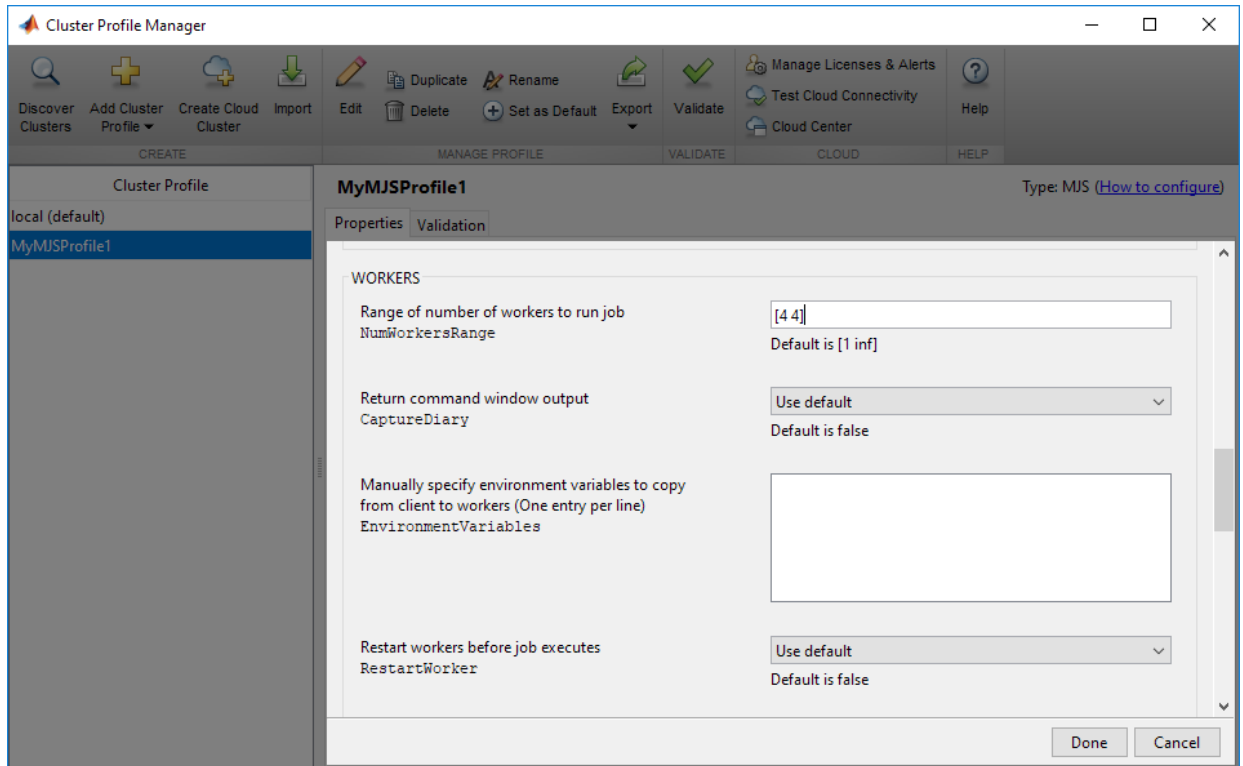 Cluster Profile Manager
Discover Clusters
Add Cluster Profile
Create Cloud Cluster
Import
CREATE
Edit
Duplicate
Delete
Rename
Set as Default
Export
MANAGE PROFILE
Validate
VALIDATE
Manage Licenses & Alerts
Test Cloud Connectivity
Cloud Center
CLOUD
Help
HELP
Cluster Profile
local (default)
MyMJSProfile1
MyMJSProfile1
Type: MJS (How to configure)
Properties
Validation
WORKERS
Range of number of workers to run job
NumWorkersRange
[4 4]
Default is [1 inf]
Return command window output
CaptureDiary
Use default
Default is false
Manually specify environment variables to copy
from client to workers (One entry per line)
EnvironmentVariables
Restart workers before job executes
RestartWorker
Use default
Default is false
Done
Cancel